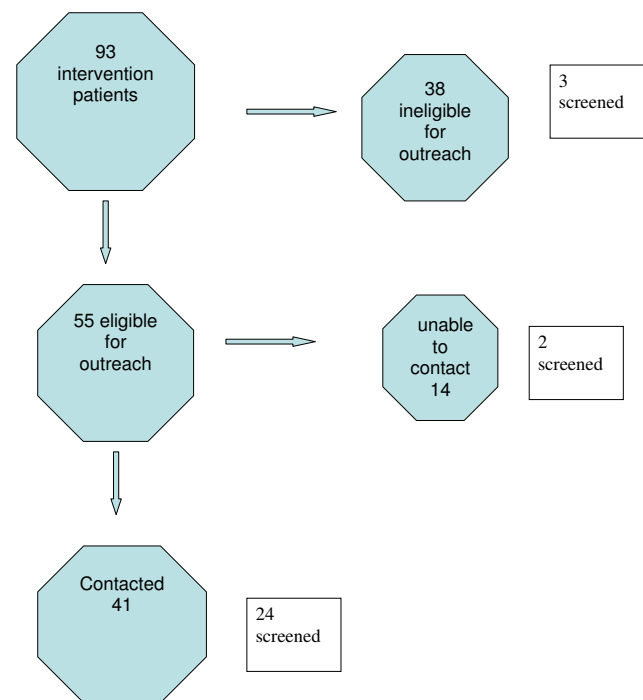 93
intervention
patients
38
ineligible
for
outreach
3
screened
55 eligible
for
outreach
unable
to
contact
14
2
screened
Contacted
41
24
screened